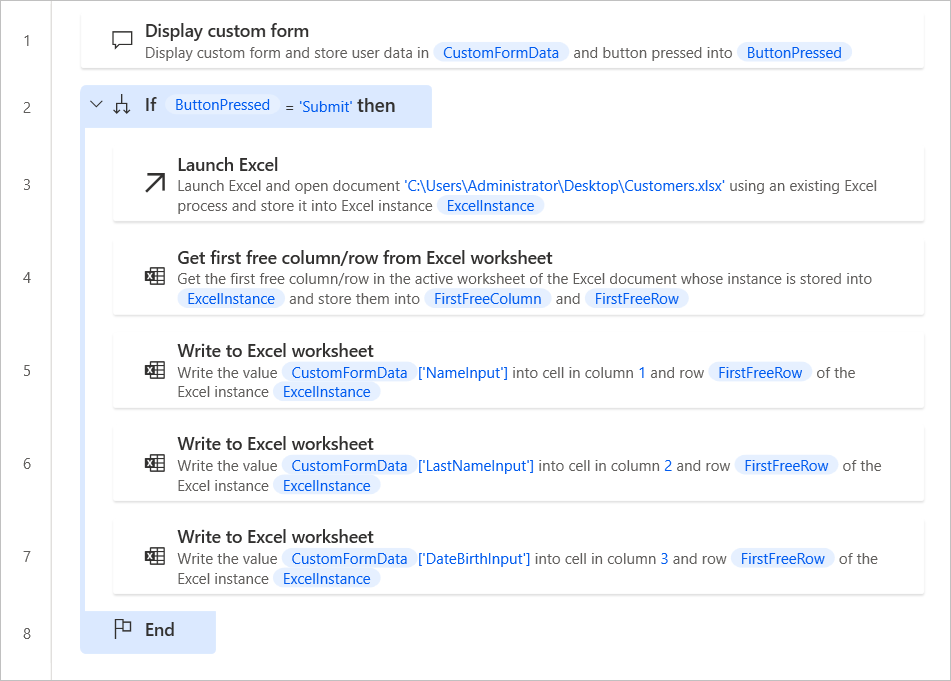 1
Display custom form
Display custom form and store user data in CustomFormData and button pressed into ButtonPressed
2
If ButtonPressed = 'Submit' then
3
Launch Excel
Launch Excel and open document 'C:\Users\Administrator\Desktop\Customers.xlsx' using an existing Excel
process and store it into Excel instance ExcelInstance
4
Get first free column/row from Excel worksheet
Get the first free column/row in the active worksheet of the Excel document whose instance is stored into
ExcelInstance and store them into FirstFreeColumn and FirstFreeRow
5
Write to Excel worksheet
Write the value CustomFormData ['NameInput'] into cell in column 1 and row FirstFreeRow of the
Excel instance ExcelInstance
6
Write to Excel worksheet
Write the value CustomFormData ['LastNameInput'] into cell in column 2 and row FirstFreeRow of the
Excel instance ExcelInstance
7
Write to Excel worksheet
Write the value CustomFormData ['DateBirthInput'] into cell in column 3 and row FirstFreeRow of the
Excel instance ExcelInstance
8
End